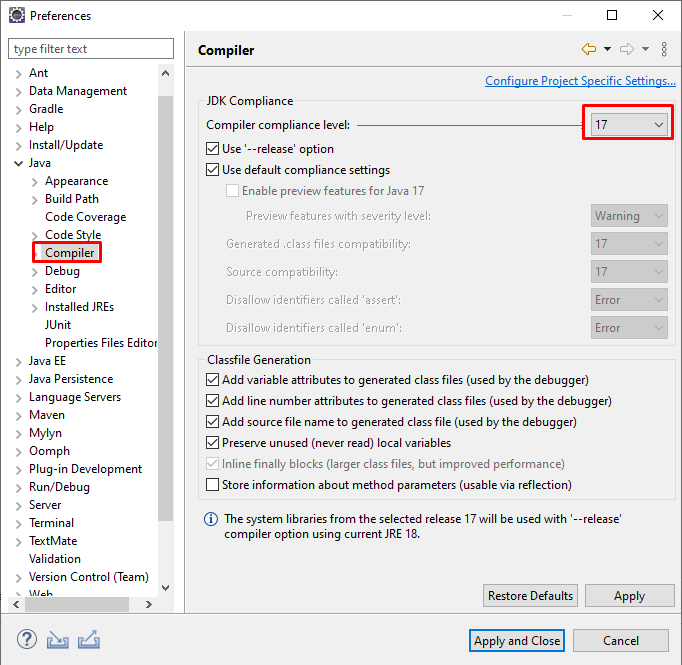 Preferences
type filter text
Ant
Data Management
Gradle
Help
Install/Update
Java
Appearance
Build Path
Code Coverage
Code Style
Compiler
Debug
Editor
Installed JREs
JUnit
Properties Files Editor
Java EE
Java Persistence
Language Servers
Maven
Mylyn
Oomph
Plug-in Development
Run/Debug
Server
Terminal
TextMate
Validation
Version Control (Team)
Web
Compiler
Configure Project Specific Settings...
JDK Compliance
Compiler compliance level: 17
Use '--release' option
Use default compliance settings
Enable preview features for Java 17
Preview features with severity level: Warning
Generated .class files compatibility: 17
Source compatibility: 17
Disallow identifiers called 'assert': Error
Disallow identifiers called 'enum': Error
Classfile Generation
Add variable attributes to generated class files (used by the debugger)
Add line number attributes to generated class files (used by the debugger)
Add source file name to generated class file (used by the debugger)
Preserve unused (never read) local variables
Inline finally blocks (larger class files, but improved performance)
Store information about method parameters (usable via reflection)
The system libraries from the selected release 17 will be used with '--release'
compiler option using current JRE 18.
Restore Defaults Apply
Apply and Close Cancel